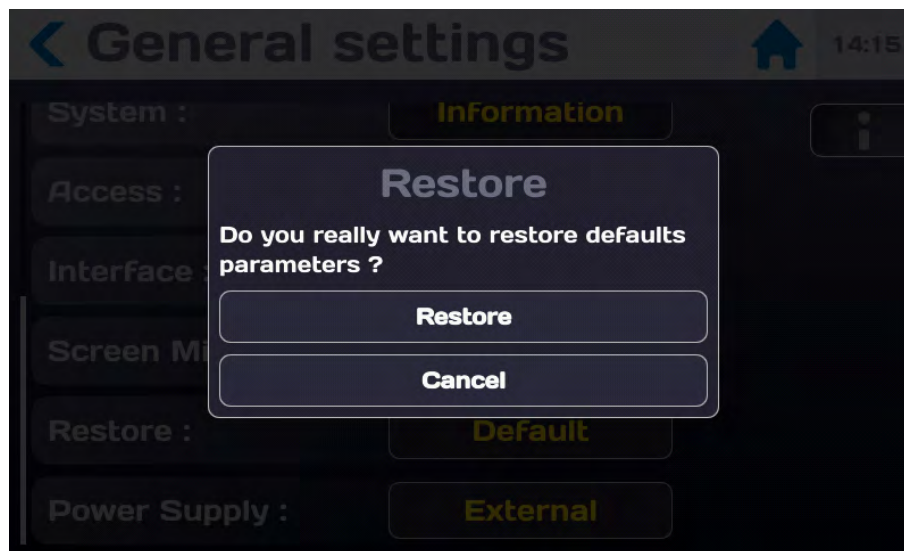 General settings
14:15
System :
Information
Access :
Restore
Do you really want to restore defaults
parameters ?
Interface :
Restore
Screen Mi
Cancel
Restore :
Default
Power Supply :
External